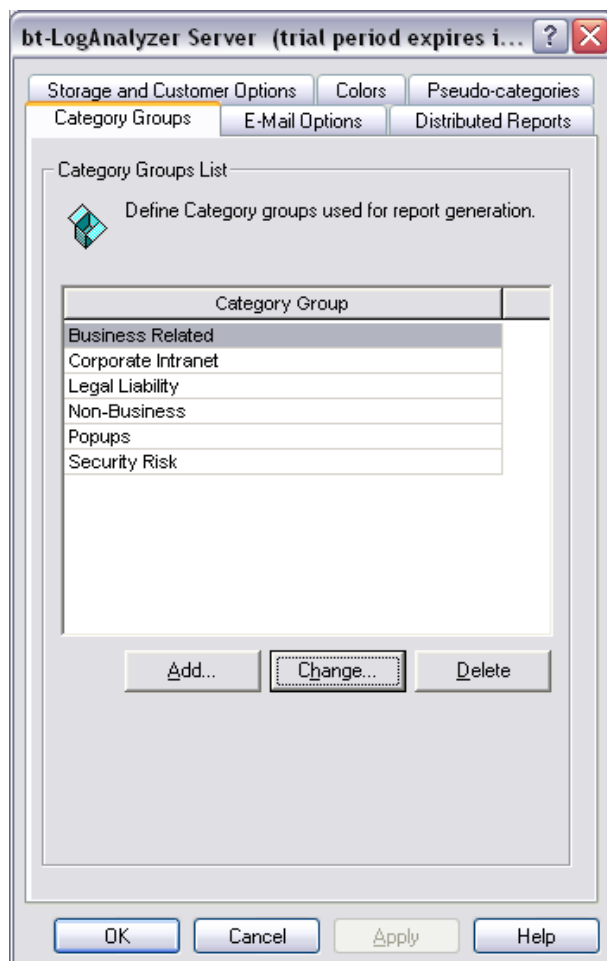 bt-LogAnalyzer Server (trial period expires i...
Storage and Customer Options Colors Pseudo-categories
Category Groups E-Mail Options Distributed Reports
Category Groups List
Define Category groups used for report generation.
Category Group
Business Related
Corporate Intranet
Legal Liability
Non-Business
Popups
Security Risk
Add... Change... Delete
OK Cancel Apply Help